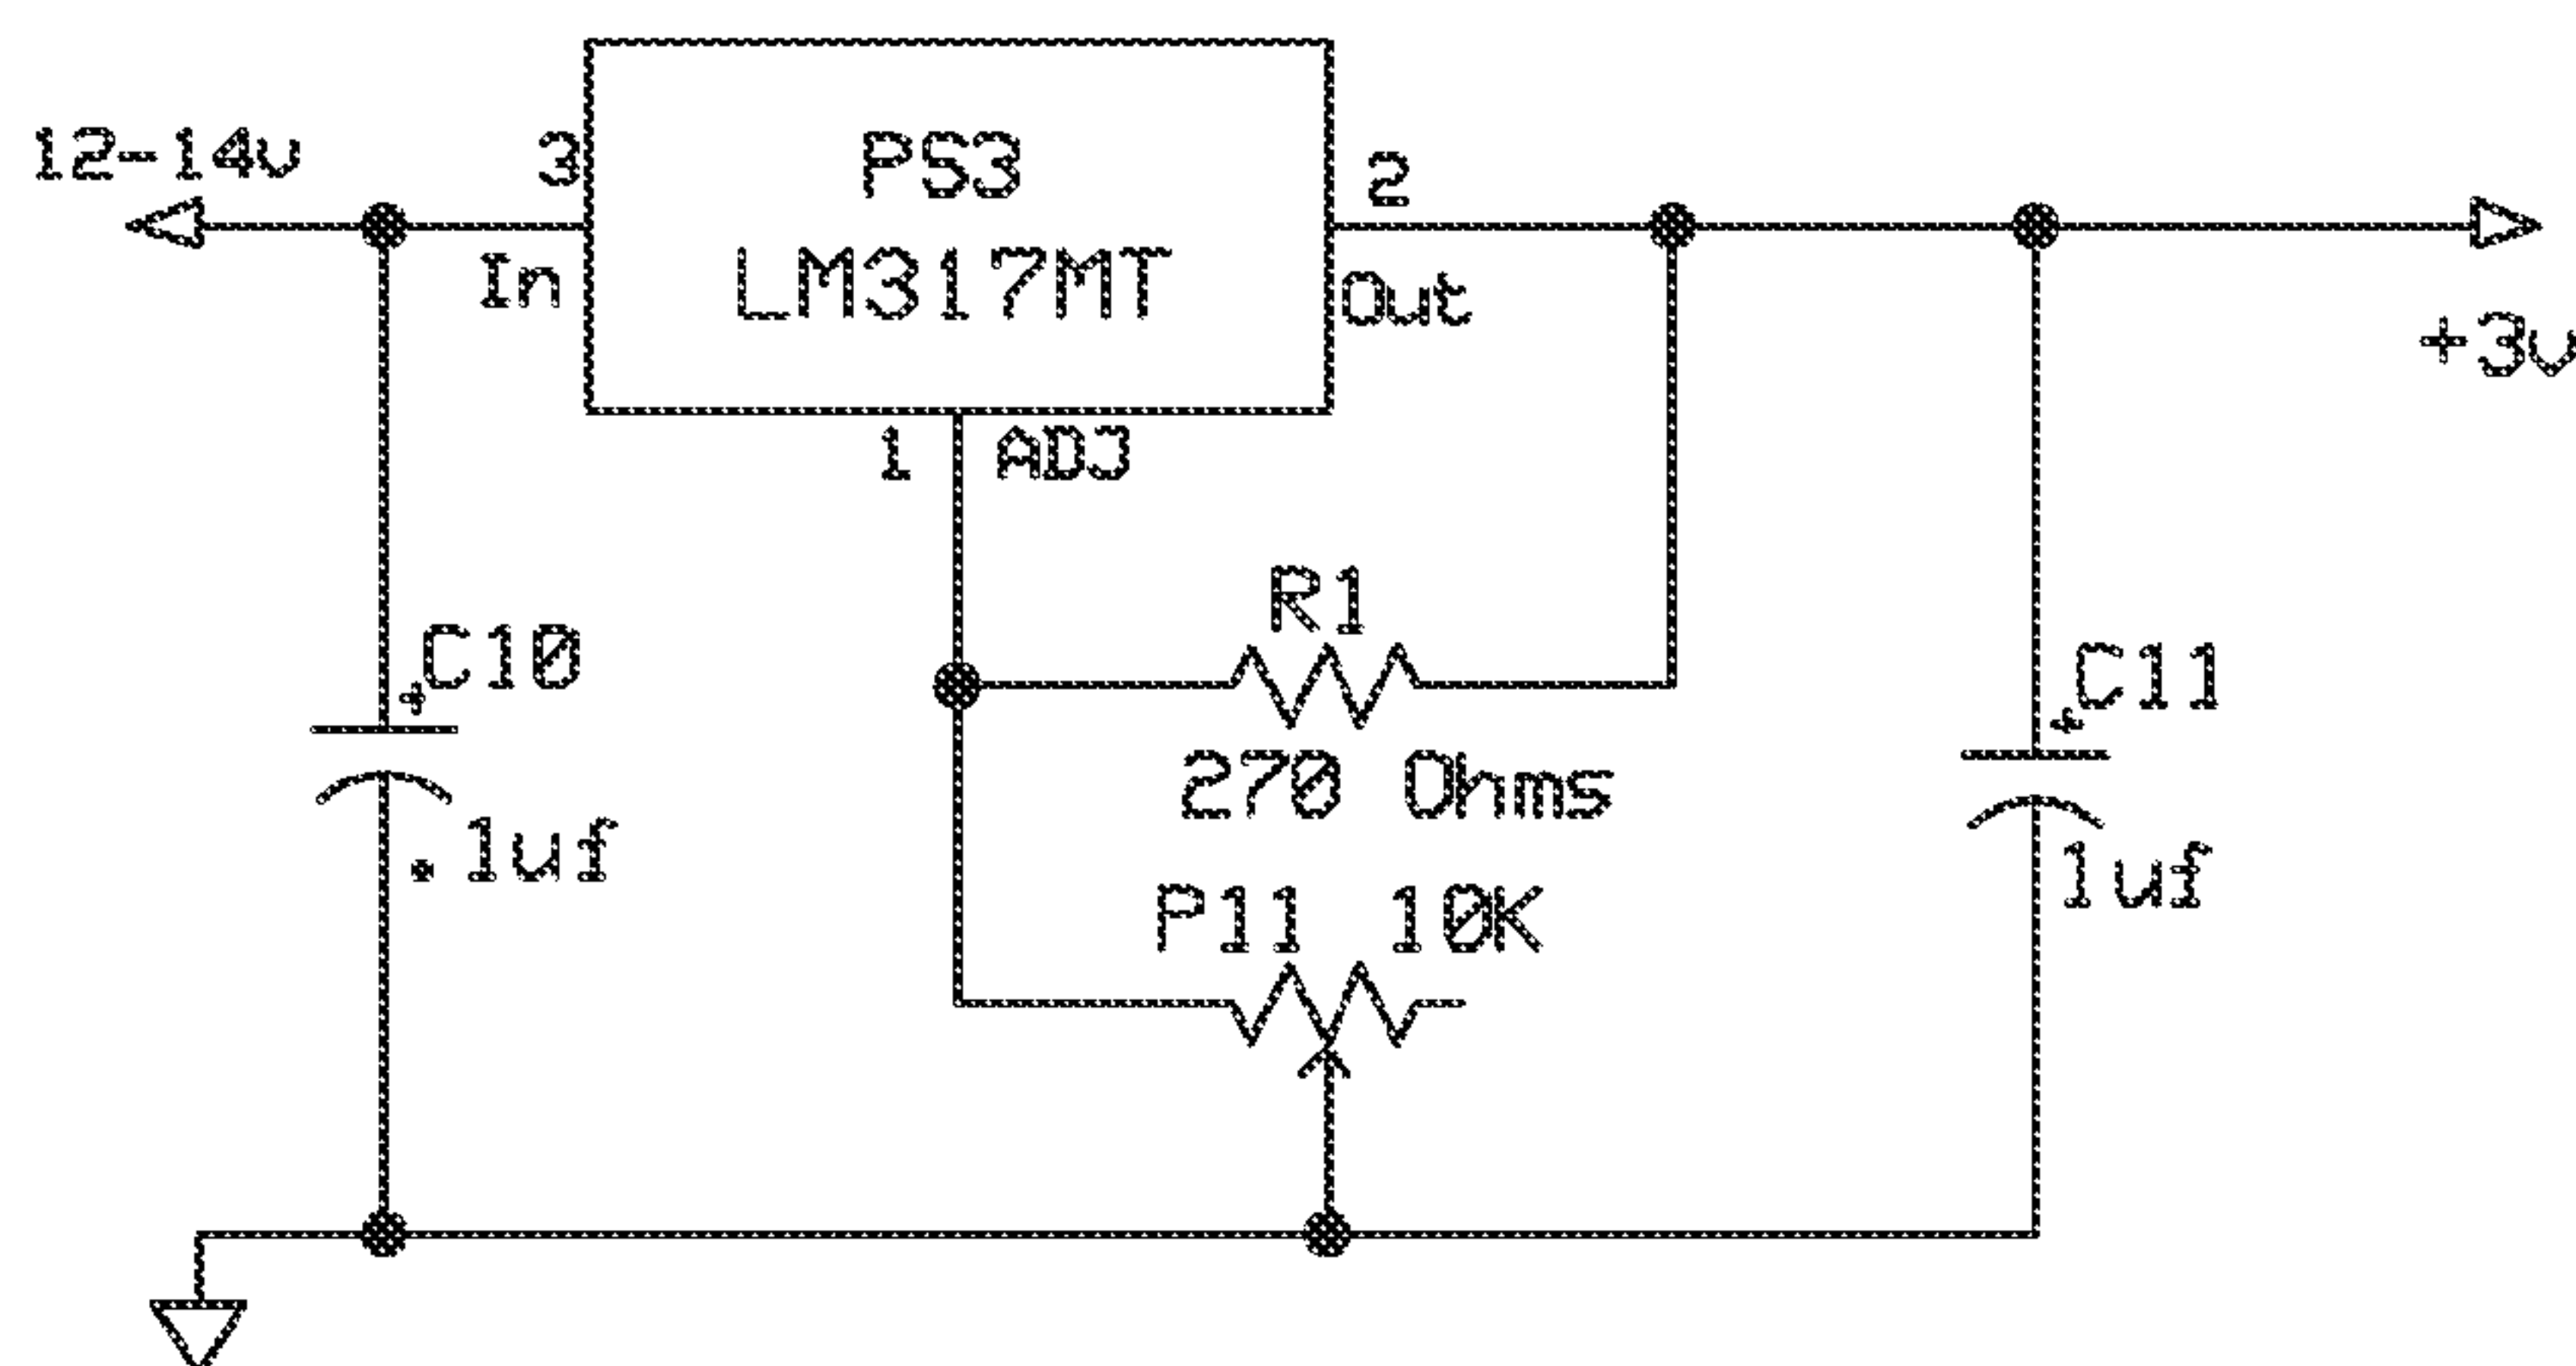 12-14v
3
PS3
2
In
LM317MT
Out
+3v
1
ADJ
R1
C10
+
C11
+
270 Ohms
.1uf
P11 10K
1uf